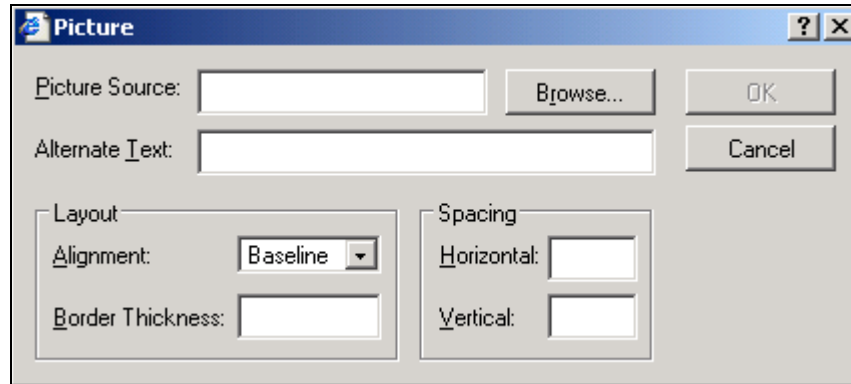 Picture
Picture Source:
Browse...
OK
Alternate Text:
Cancel
Layout
Alignment:
Baseline
Border Thickness:
Spacing
Horizontal:
Vertical: